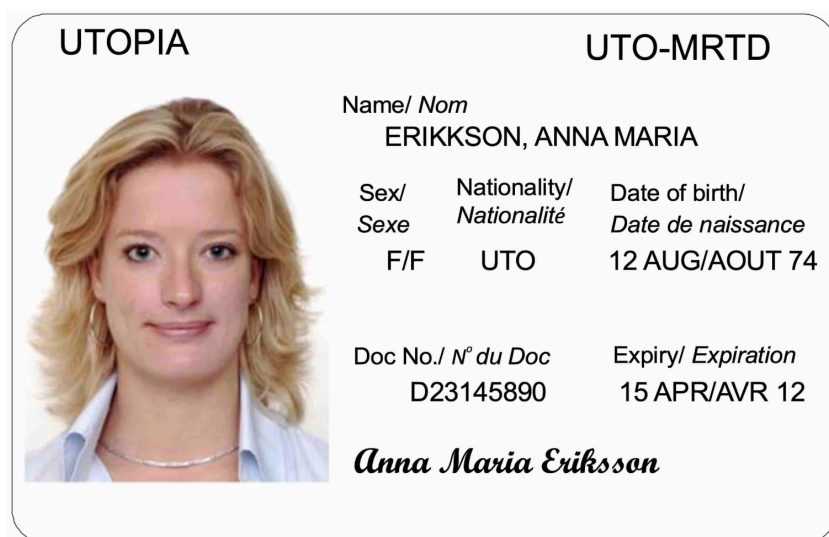 UTOPIA UTO-MRTD
Name/ Nom
ERIKKSON, ANNA MARIA
Sex/ Nationality/ Date of birth/
Sexe Nationalité Date de naissance
F/F UTO 12 AUG/AOUT 74
Doc No./ Nº du Doc Expiry/ Expiration
D23145890 15 APR/AVR 12
Anna Maria Eriksson